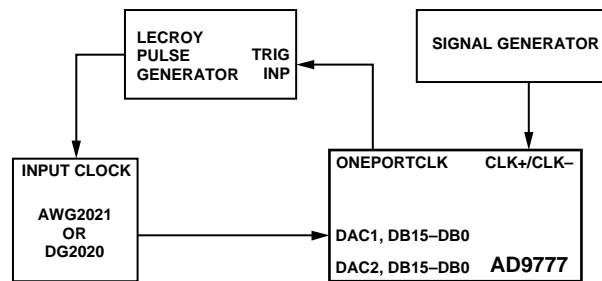 LECROY
PULSE
GENERATOR
TRIG
INP
SIGNAL GENERATOR
INPUT CLOCK
AWG2021
OR
DG2020
ONEPORTCLK
CLK+/CLK–
DAC1, DB15–DB0
DAC2, DB15–DB0
AD9777